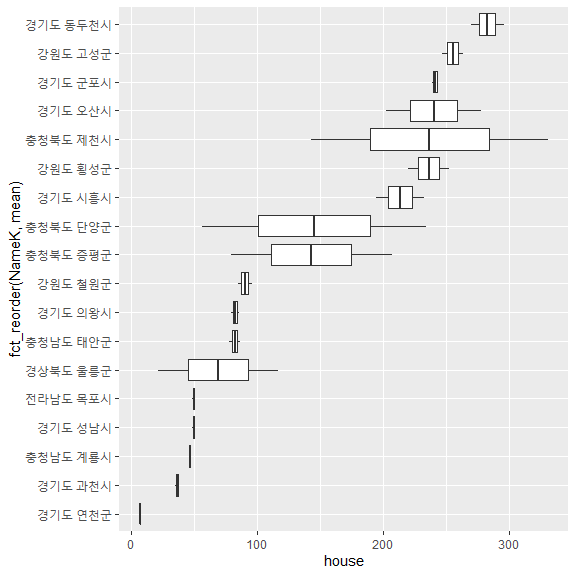 fct_reorder(NameK, mean)
경기도 동두천시
강원도 고성군
경기도 군포시
경기도 오산시
충청북도 제천시
강원도 횡성군
경기도 시흥시
충청북도 단양군
충청북도 증평군
강원도 철원군
경기도 의왕시
충청남도 태안군
경상북도 울릉군
전라남도 목포시
경기도 성남시
충청남도 계룡시
경기도 과천시
경기도 연천군
0 100 200 300
house